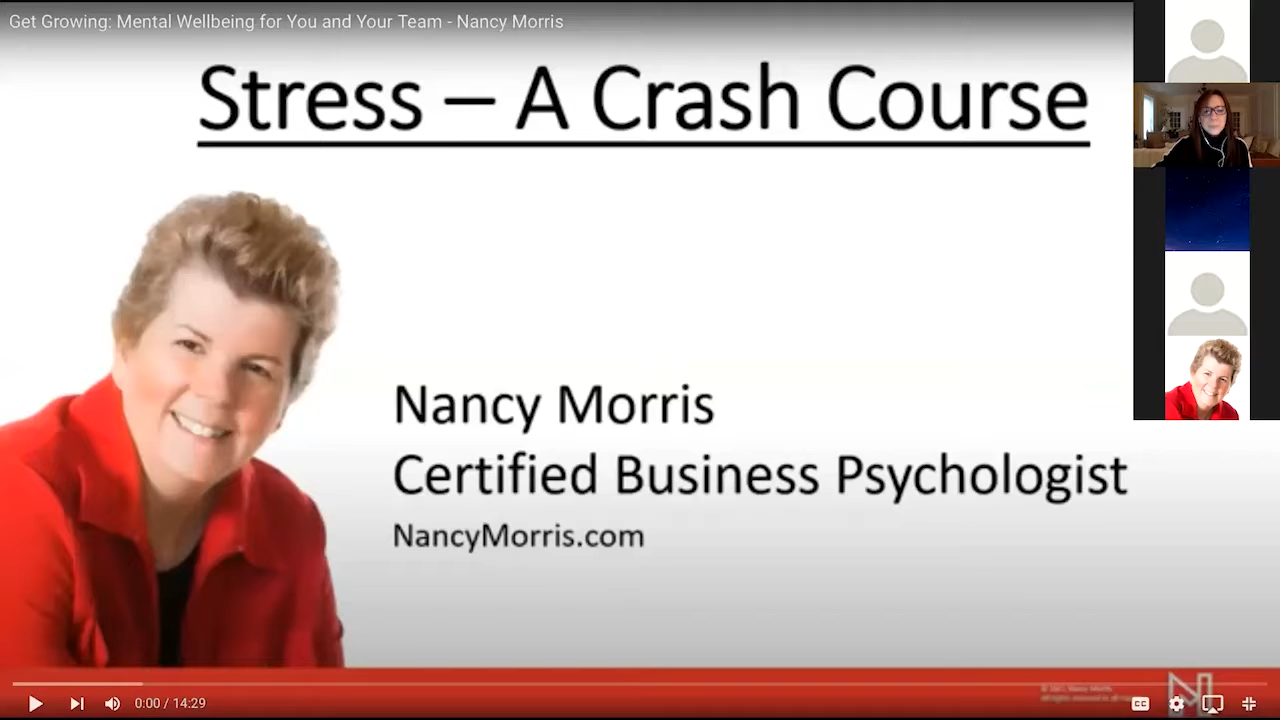 Get Growing: Mental Wellbeing for You and Your Team - Nancy Morris
Stress – A Crash Course
Nancy Morris
Certified Business Psychologist
NancyMorris.com
0:00 / 14:29
CC